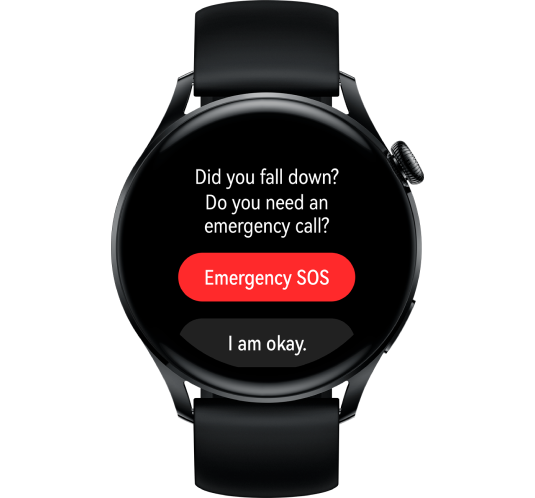 Did you fall down?
Do you need an
emergency call?
Emergency SOS
I am okay.